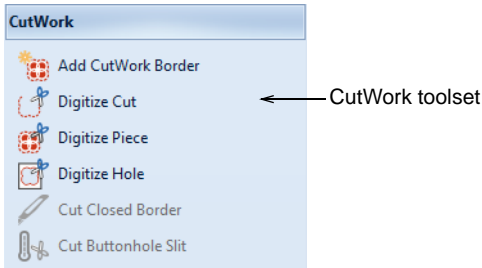 CutWork
Add CutWork Border
Digitize Cut
CutWork toolset
Digitize Piece
Digitize Hole
Cut Closed Border
Cut Buttonhole Slit